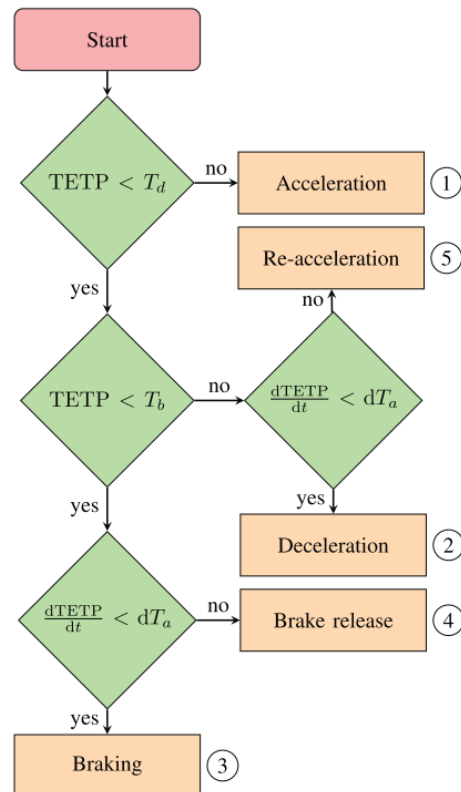 Start
TETP < T_d
no
Acceleration
1
Re-acceleration
5
yes
no
TETP < T_b
no
dTETP/dt < dT_a
yes
yes
Deceleration
2
dTETP/dt < dT_a
no
Brake release
4
yes
Braking
3